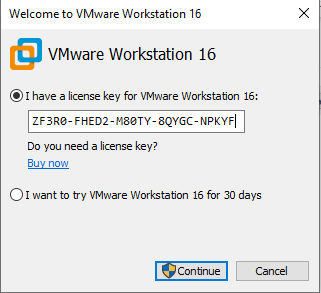 Welcome to VMware Workstation 16
VMware Workstation 16
I have a license key for VMware Workstation 16:
ZF3R0-FHED2-M80TY-8QYGC-NPKYF
Do you need a license key?
Buy now
I want to try VMware Workstation 16 for 30 days
Continue
Cancel